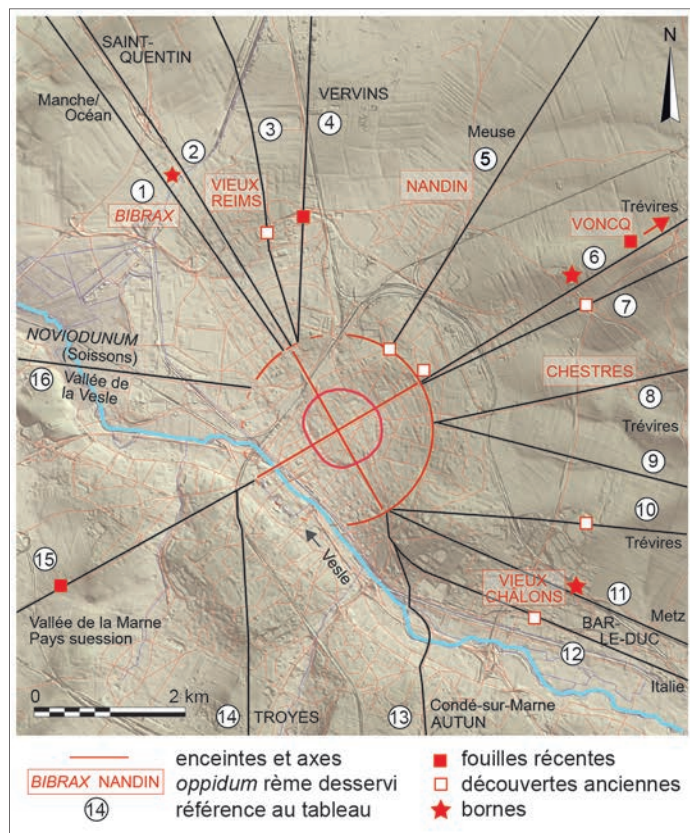 SAINT-
QUENTIN
N
Manche/
Océan
VERVINS
3
4
2
Meuse
5
1
VIEUX
REIMS
NANDIN
Trévires
BIBRAX
VONCQ
6
7
NOVIODUNUM
(Soissons)
16
Vallée de
la Vesle
CHESTRES
8
Trévires
9
10
Trévires
15
Vesle
VIEUX
CHÂLONS
11
Metz
Vallée de la Marne
Pays suession
BAR-
LE-DUC
12
Italie
0 2 km
14
TROYES
13
Condé-sur-Marne
AUTUN
enceintes et axes
BIBRAX NANDIN oppidum rème desservi
14 référence au tableau
fouilles récentes
découvertes anciennes
bornes